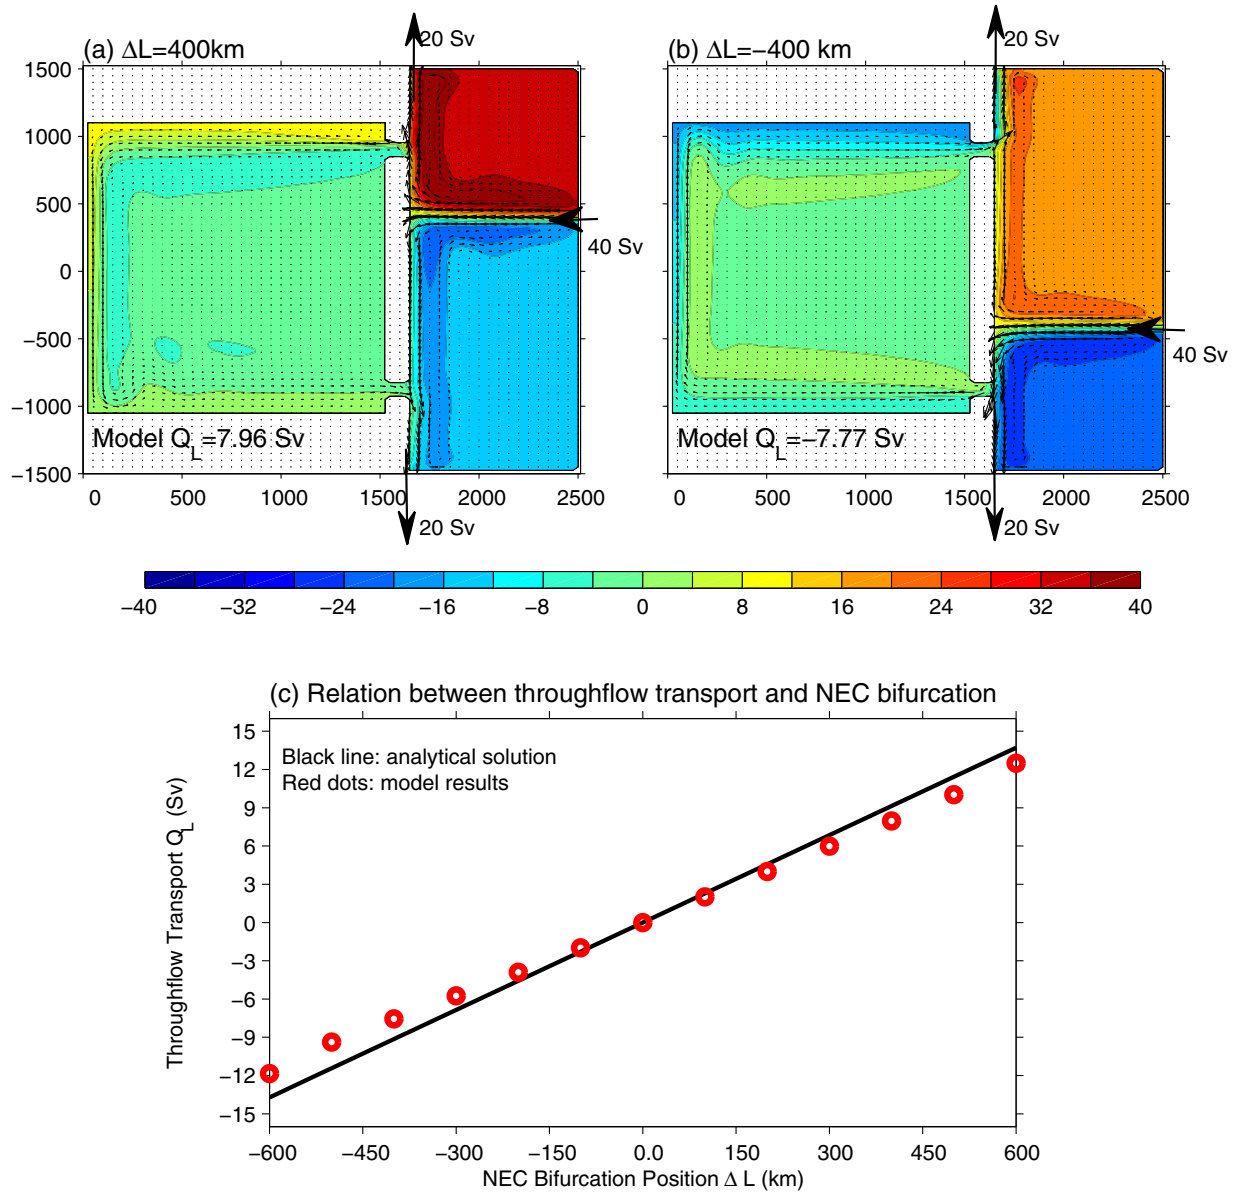 (a) ΔL=400km
20 Sv
(b) ΔL=−400 km
20 Sv
1500
1000
500
0
−500
−1000
−1500
40 Sv
40 Sv
Model Q_L=7.96 Sv
Model Q_L=−7.77 Sv
0 500 1000 1500 2000 2500
0 500 1000 1500 2000 2500
20 Sv
20 Sv
−40 −32 −24 −16 −8 0 8 16 24 32 40
(c) Relation between throughflow transport and NEC bifurcation
Black line: analytical solution
Red dots: model results
Throughflow Transport Q_L (Sv)
15
12
9
6
3
0
−3
−6
−9
−12
−15
−600 −450 −300 −150 0.0 150 300 450 600
NEC Bifurcation Position Δ L (km)